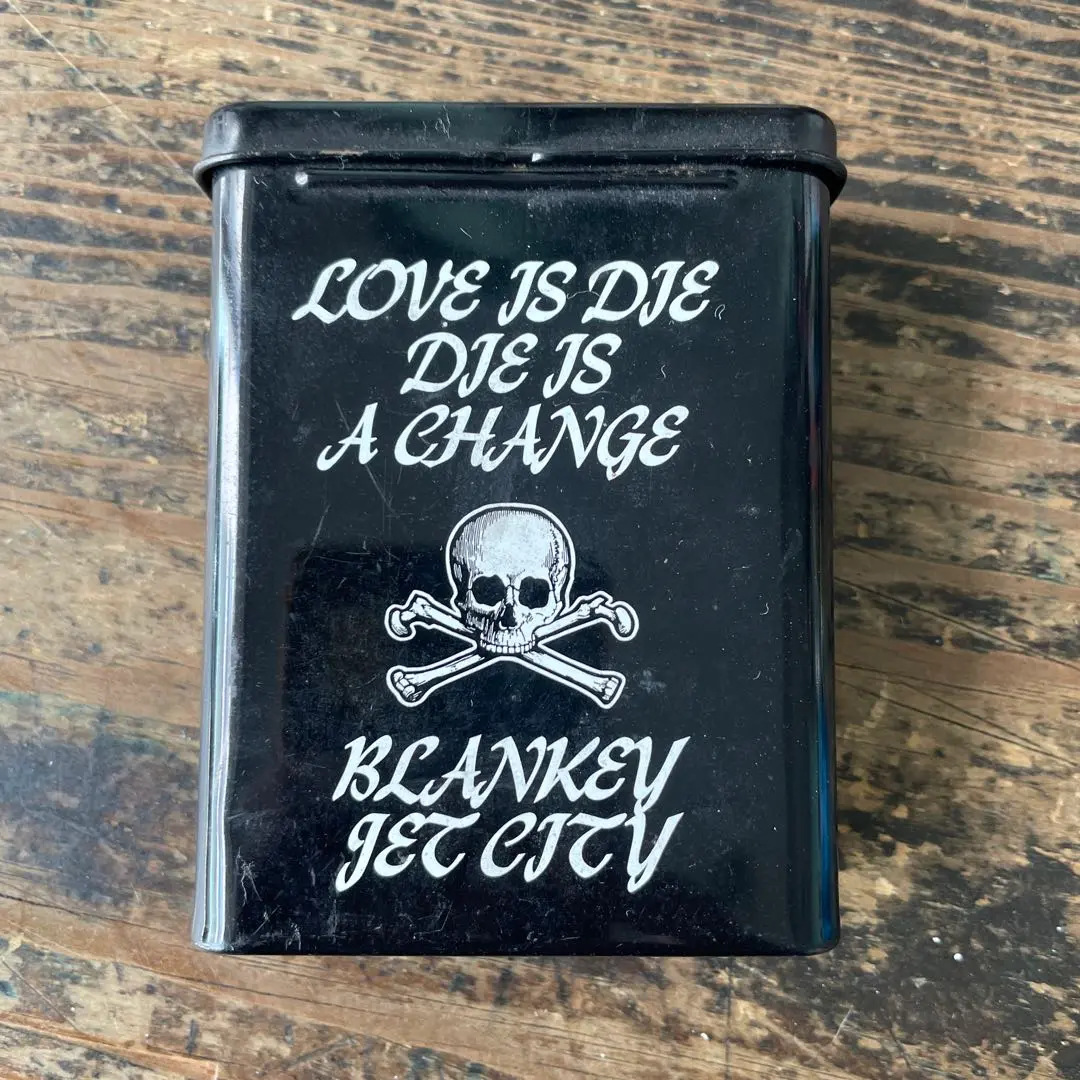 LOVE IS DIE
DIE IS
A CHANGE
BLANKEY
JET CITY